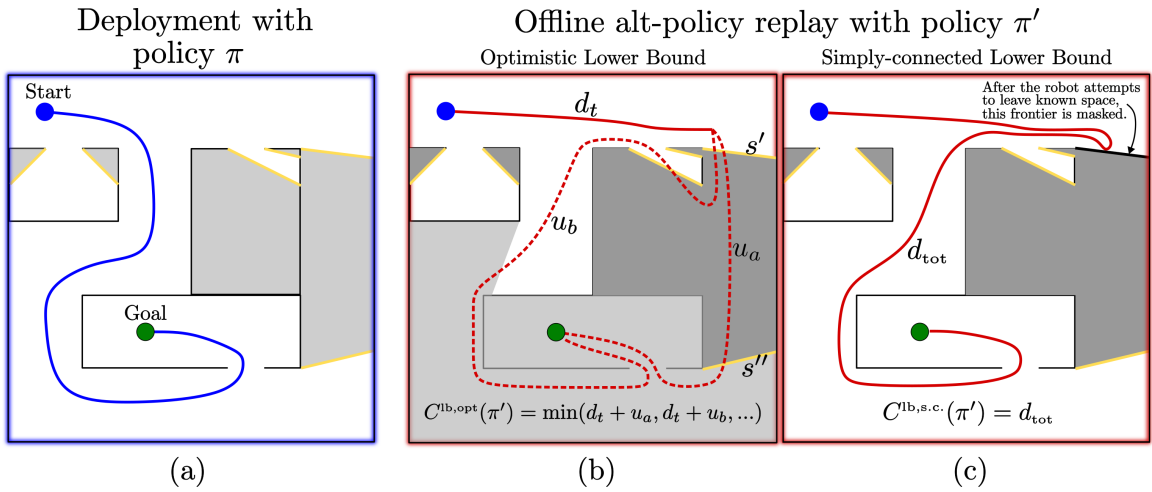 Deployment with
policy π
Offline alt-policy replay with policy π′
Optimistic Lower Bound
Simply-connected Lower Bound
Start
Goal
d_t
s′
u_b
u_a
s″
C^{lb,opt}(π′) = min(d_t + u_a, d_t + u_b, ...)
After the robot attempts
to leave known space,
this frontier is masked.
d_tot
C^{lb,s.c.}(π′) = d_tot
(a)
(b)
(c)